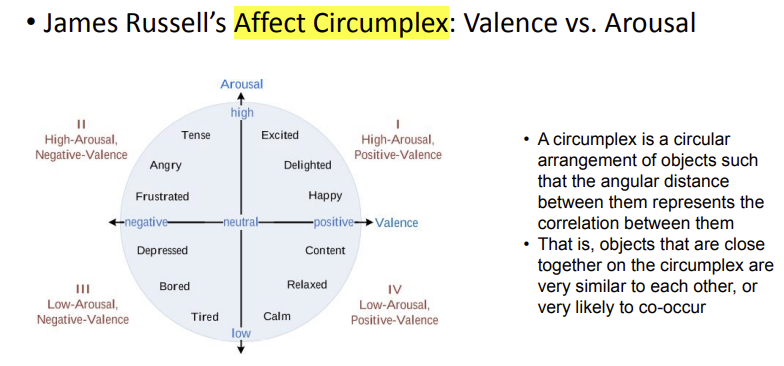 • James Russell's Affect Circumplex: Valence vs. Arousal
Arousal
high
II
High-Arousal,
Negative-Valence
I
High-Arousal,
Positive-Valence
Tense
Excited
Angry
Delighted
Frustrated
Happy
negative
neutral
positive
Valence
Depressed
Content
Bored
Relaxed
Tired
Calm
low
III
Low-Arousal,
Negative-Valence
IV
Low-Arousal,
Positive-Valence
• A circumplex is a circular
arrangement of objects such
that the angular distance
between them represents the
correlation between them
• That is, objects that are close
together on the circumplex are
very similar to each other, or
very likely to co-occur